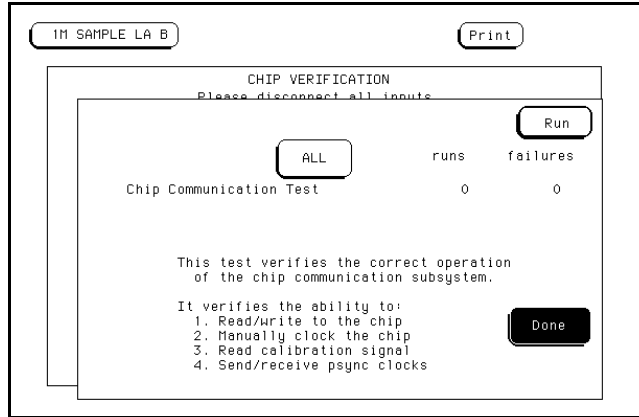 1M SAMPLE LA B Print
CHIP VERIFICATION
Please disconnect all inputs
Run
ALL runs failures
Chip Communication Test 0 0
This test verifies the correct operation
of the chip communication subsystem.
It verifies the ability to:
1. Read/write to the chip
2. Manually clock the chip
3. Read calibration signal
4. Send/receive psync clocks
Done